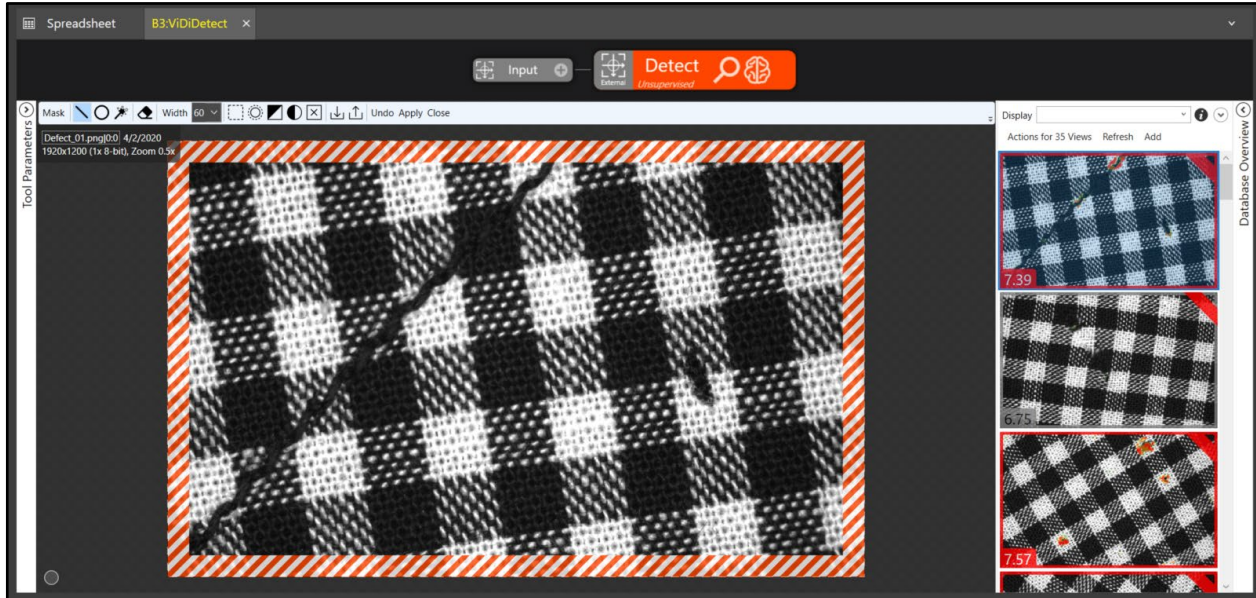 Spreadsheet B3:ViDiDetect ×
Input
External
Detect
Unsupervised
Mask Width 60 Undo Apply Close
Defect_01.png|0:0 4/2/2020
1920x1200 (1x 8-bit), Zoom 0.5x
Tool Parameters
Display
Actions for 35 Views Refresh Add
7.39
6.75
7.57
Database Overview